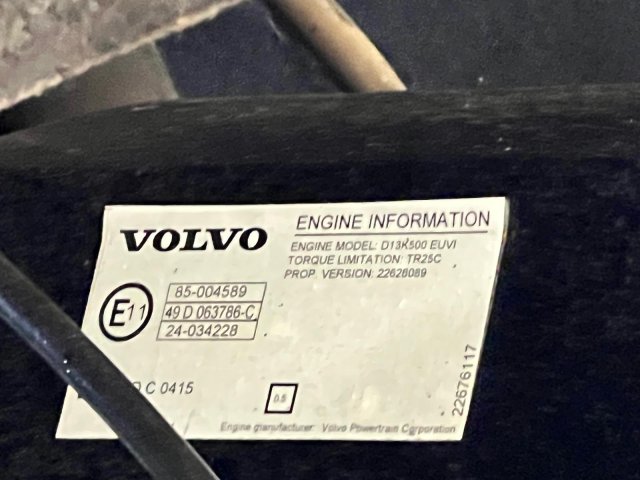 VOLVO
ENGINE INFORMATION
ENGINE MODEL: D13K500 EUVI
TORQUE LIMITATION: TR25C
PROP. VERSION: 22628089
E11
85-004589
49 D 063786-C
24-034228
D C 0415
0.5
22676117
Engine manufacturer: Volvo Powertrain Corporation